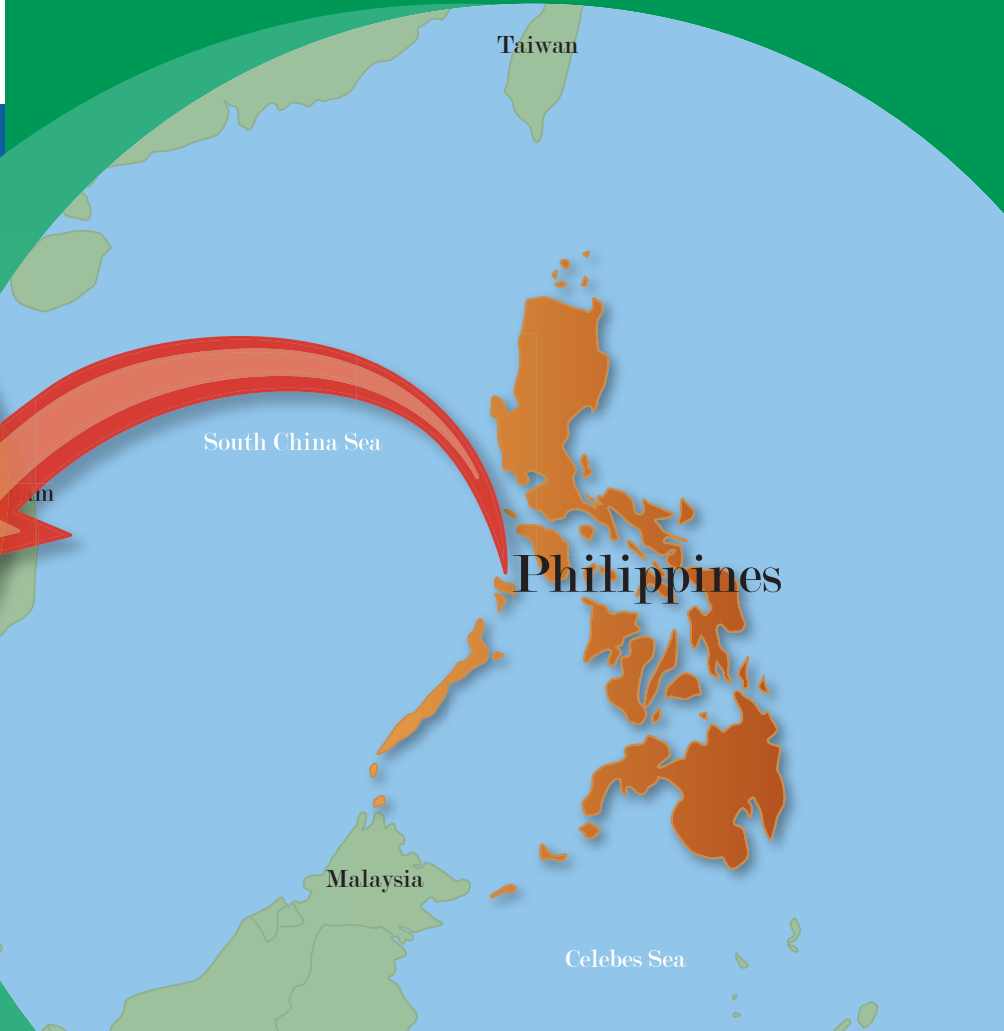 Taiwan
South China Sea
Philippines
Malaysia
Celebes Sea